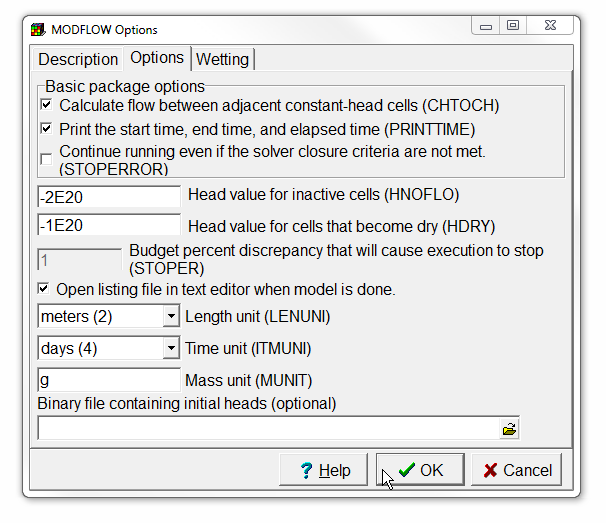 MODFLOW Options
Description Options Wetting
Basic package options
Calculate flow between adjacent constant-head cells (CHTOCH)
Print the start time, end time, and elapsed time (PRINTTIME)
Continue running even if the solver closure criteria are not met.
(STOPERROR)
-2E20 Head value for inactive cells (HNOFLO)
-1E20 Head value for cells that become dry (HDRY)
1 Budget percent discrepancy that will cause execution to stop
(STOPER)
Open listing file in text editor when model is done.
meters (2) Length unit (LENUNI)
days (4) Time unit (ITMUNI)
g Mass unit (MUNIT)
Binary file containing initial heads (optional)
? Help OK Cancel